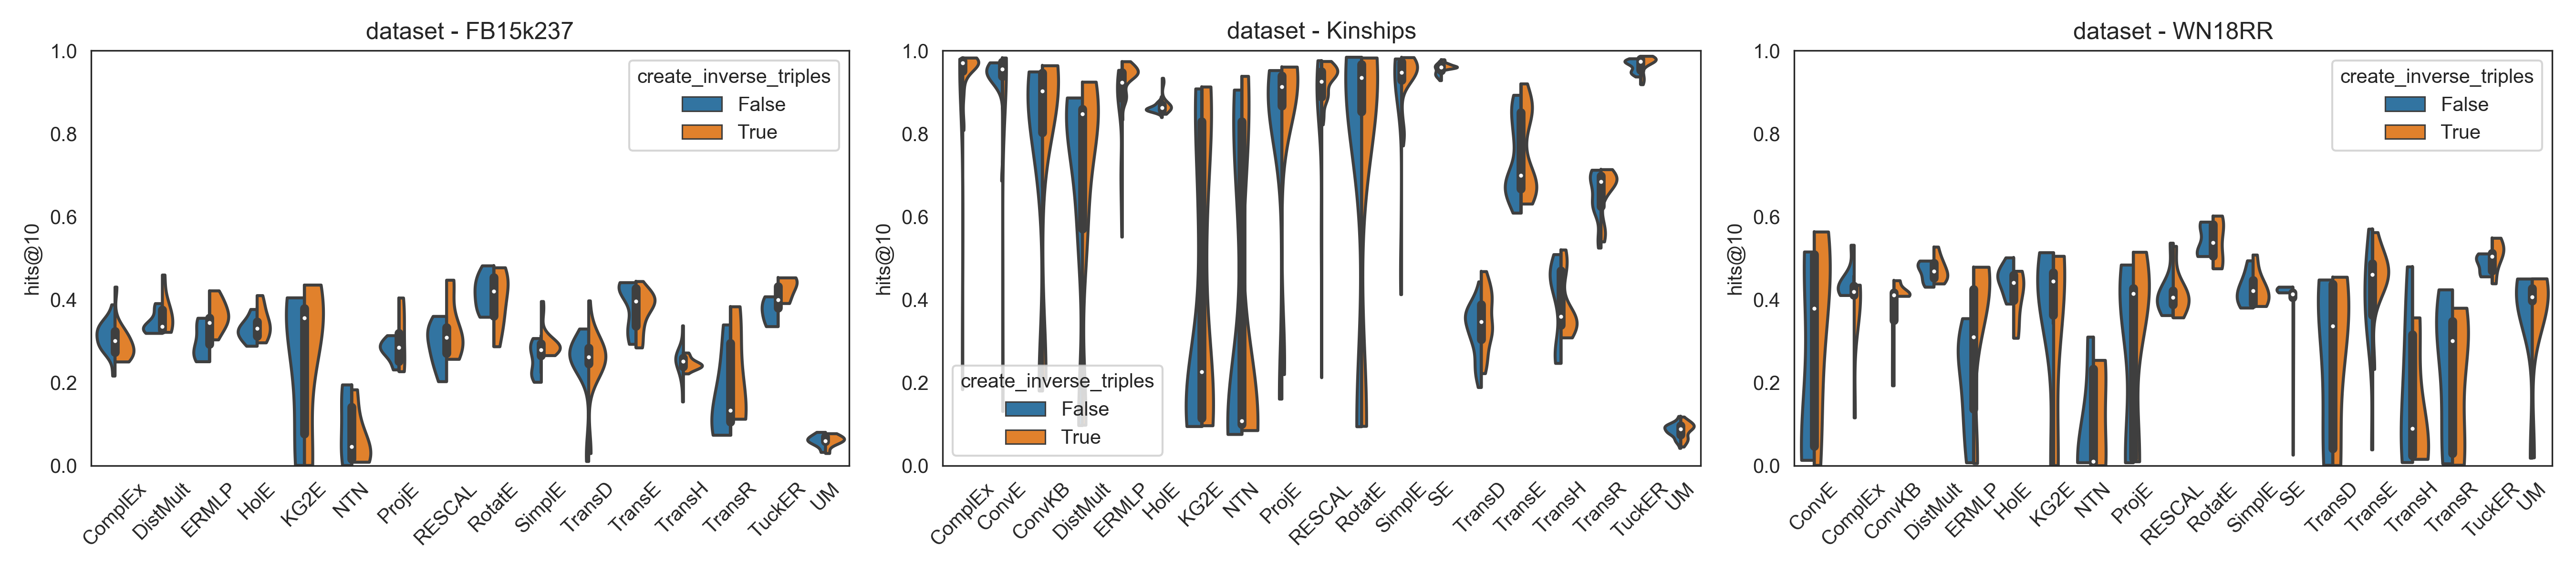 dataset - FB15k237
hits@10
1.0
0.8
0.6
0.4
0.2
0.0
create_inverse_triples
False
True
ComplEx
DistMult
ERMLP
HolE
KG2E
NTN
ProjE
RESCAL
RotatE
SimplE
TransD
TransE
TransH
TransR
TuckER
UM
dataset - Kinships
hits@10
1.0
0.8
0.6
0.4
0.2
0.0
create_inverse_triples
False
True
ComplEx
ConvE
ConvKB
DistMult
ERMLP
HolE
KG2E
NTN
ProjE
RESCAL
RotatE
SimplE
SE
TransD
TransE
TransH
TransR
TuckER
UM
dataset - WN18RR
hits@10
1.0
0.8
0.6
0.4
0.2
0.0
create_inverse_triples
False
True
ConvE
ComplEx
ConvKB
DistMult
ERMLP
HolE
KG2E
NTN
ProjE
RESCAL
RotatE
SimplE
SE
TransD
TransE
TransH
TransR
TuckER
UM